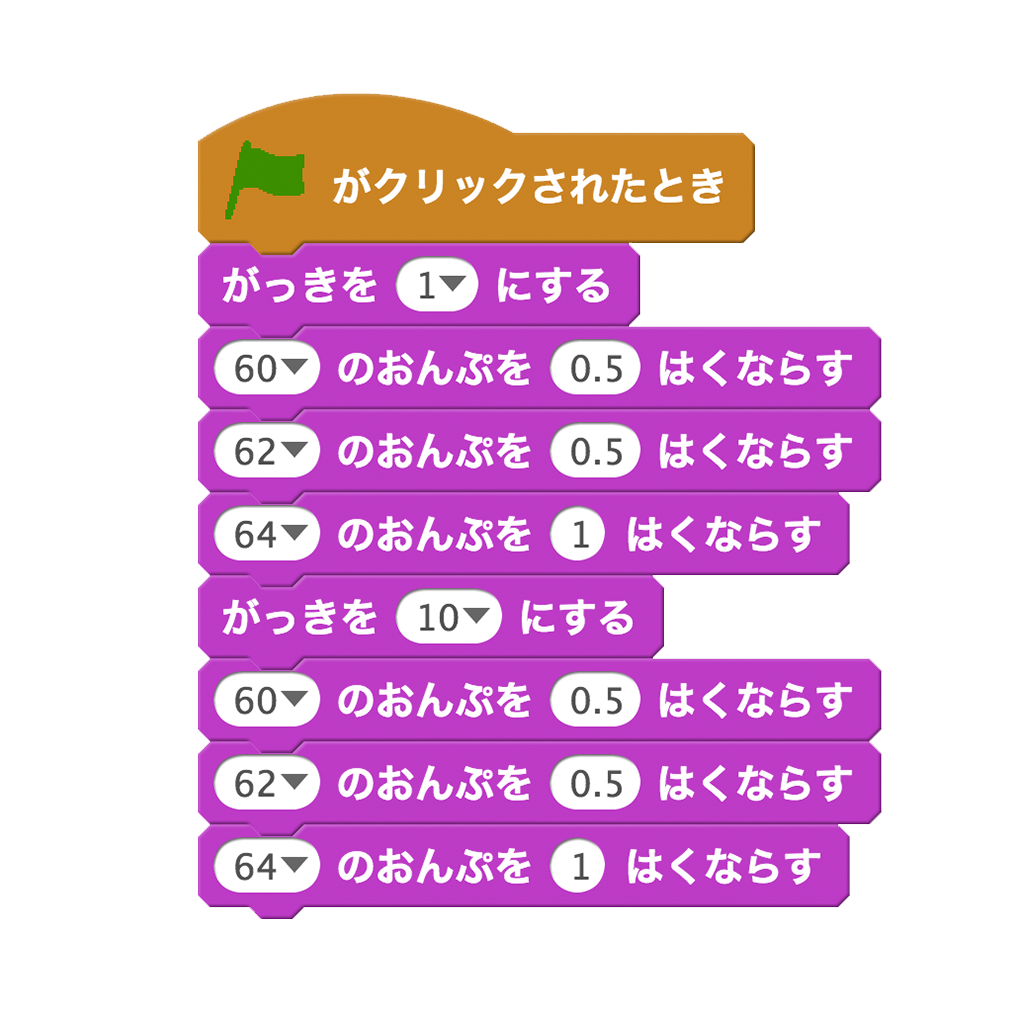 がクリックされたとき
がっきを 1 にする
60 のおんぷを 0.5 はくならす
62 のおんぷを 0.5 はくならす
64 のおんぷを 1 はくならす
がっきを 10 にする
60 のおんぷを 0.5 はくならす
62 のおんぷを 0.5 はくならす
64 のおんぷを 1 はくならす